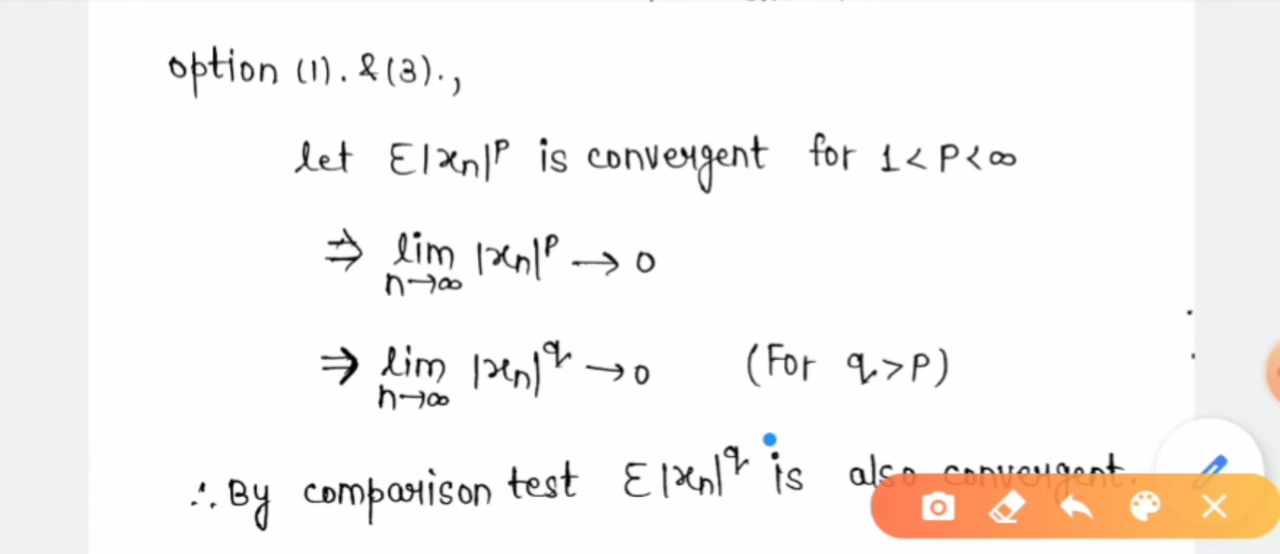 option (1). & (3).,
let Σ|xn|^p is convergent for 1 < P < ∞
⇒ lim n→∞ |xn|^p → 0
⇒ lim n→∞ |xn|^q → 0 (For q > P)
∴ By comparison test Σ|xn|^q is also convergent.